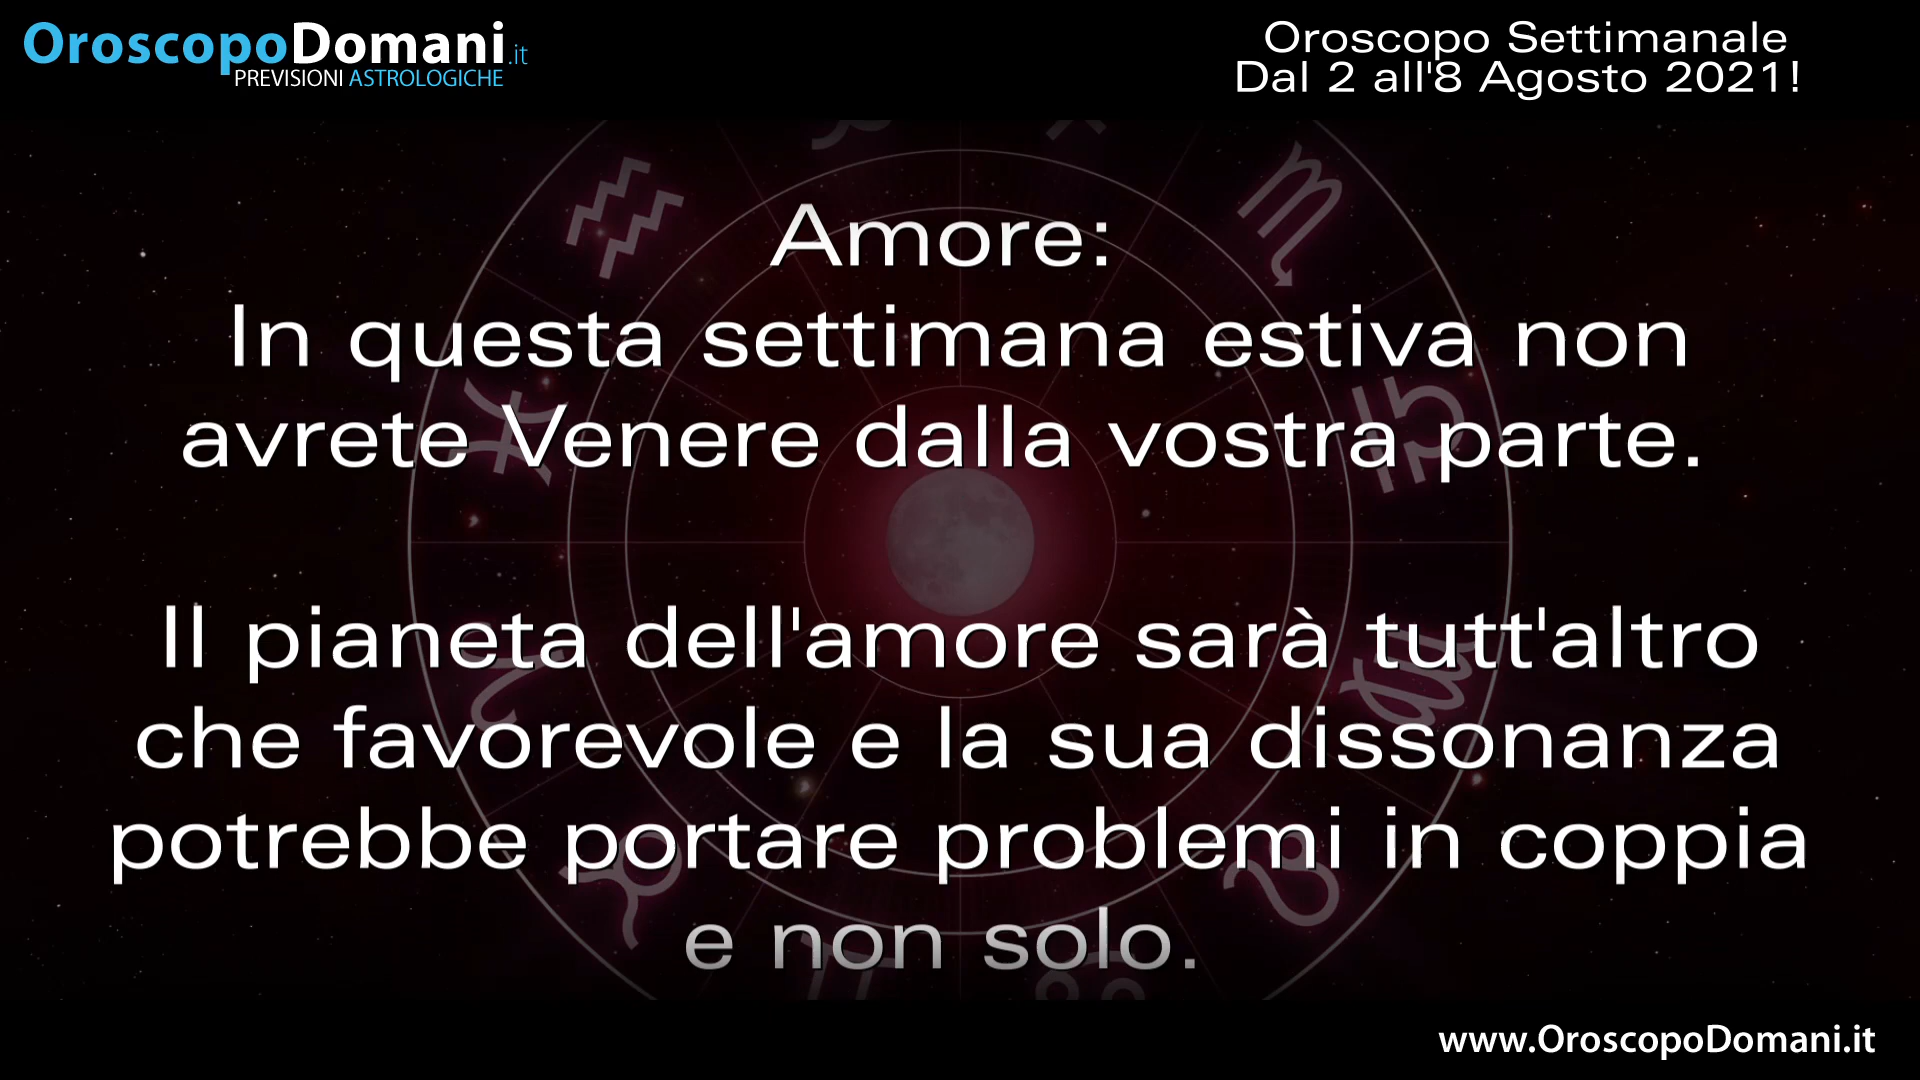 OroscopoDomani.it
PREVISIONI ASTROLOGICHE
Oroscopo Settimanale
Dal 2 all'8 Agosto 2021!
Amore:
In questa settimana estiva non
avrete Venere dalla vostra parte.
Il pianeta dell'amore sarà tutt'altro
che favorevole e la sua dissonanza
potrebbe portare problemi in coppia
e non solo.
www.OroscopoDomani.it